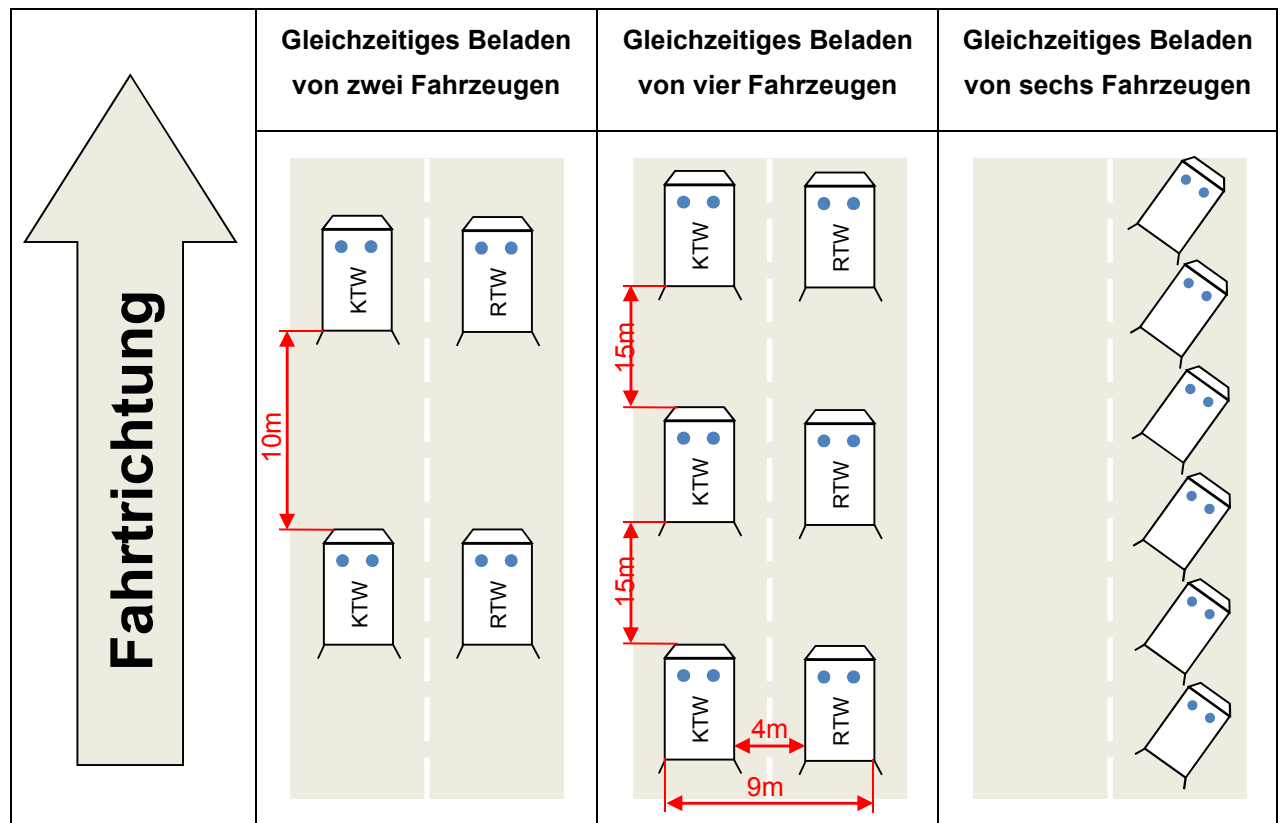 Fahrtrichtung
Gleichzeitiges Beladen
von zwei Fahrzeugen
KTW
RTW
10m
KTW
RTW
Gleichzeitiges Beladen
von vier Fahrzeugen
KTW
RTW
15m
KTW
RTW
15m
KTW
RTW
4m
9m
Gleichzeitiges Beladen
von sechs Fahrzeugen